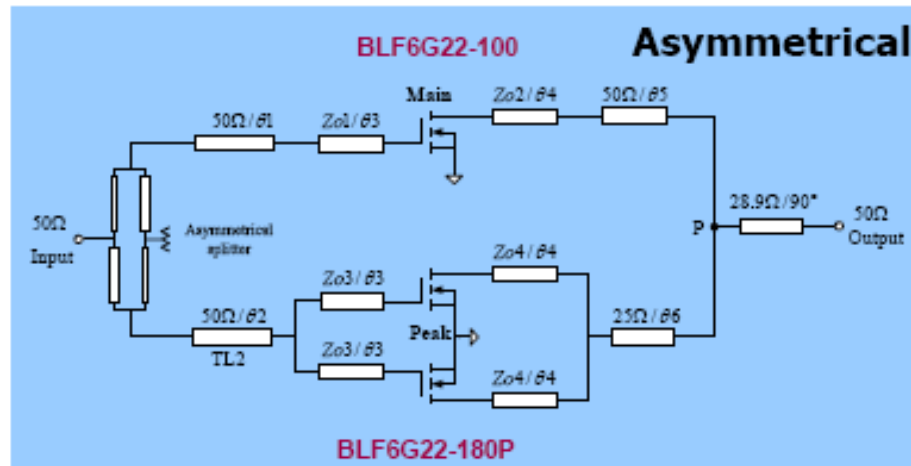 BLF6G22-100
Asymmetrical
Main
Zo2/θ4
50Ω/θ5
50Ω/θ1
Zo1/θ3
28.9Ω/90°
50Ω
Input
Asymmetrical
splitter
P
50Ω
Output
Zo4/θ4
Zo3/θ3
50Ω/θ2
TL2
Peak
25Ω/θ6
Zo3/θ3
Zo4/θ4
BLF6G22-180P